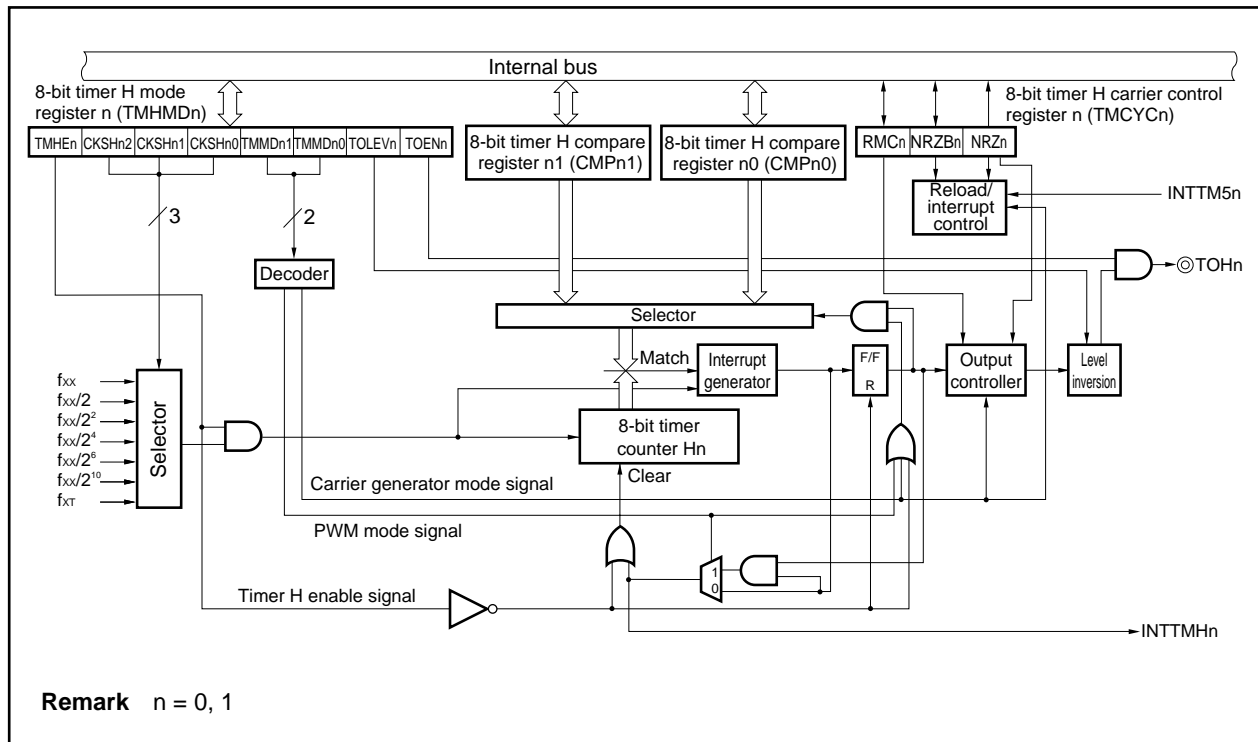 Internal bus
8-bit timer H mode
register n (TMHMDn)
8-bit timer H carrier control
register n (TMCYCn)
TMHEn CKSHn2 CKSHn1 CKSHn0 TMMDn1 TMMDn0 TOLEVn TOENn
8-bit timer H compare
register n1 (CMPn1)
8-bit timer H compare
register n0 (CMPn0)
RMCn NRZBn NRZn
Reload/
interrupt
control
INTTM5n
3
2
Decoder
TOHn
Selector
Match
Interrupt
generator
F/F
R
Output
controller
Level
inversion
fXX
fXX/2
fXX/2²
fXX/2⁴
fXX/2⁶
fXX/2¹⁰
fXT
Selector
8-bit timer
counter Hn
Clear
Carrier generator mode signal
PWM mode signal
1
0
Timer H enable signal
INTTMHn
Remark n = 0, 1